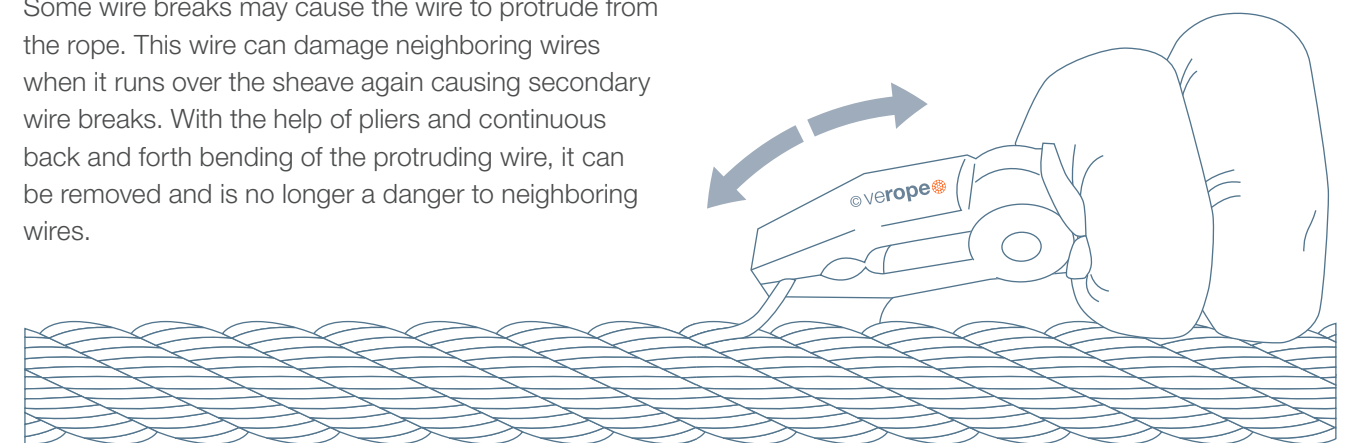 Some wire breaks may cause the wire to protrude from
the rope. This wire can damage neighboring wires
when it runs over the sheave again causing secondary
wire breaks. With the help of pliers and continuous
back and forth bending of the protruding wire, it can
be removed and is no longer a danger to neighboring
wires.
©verope